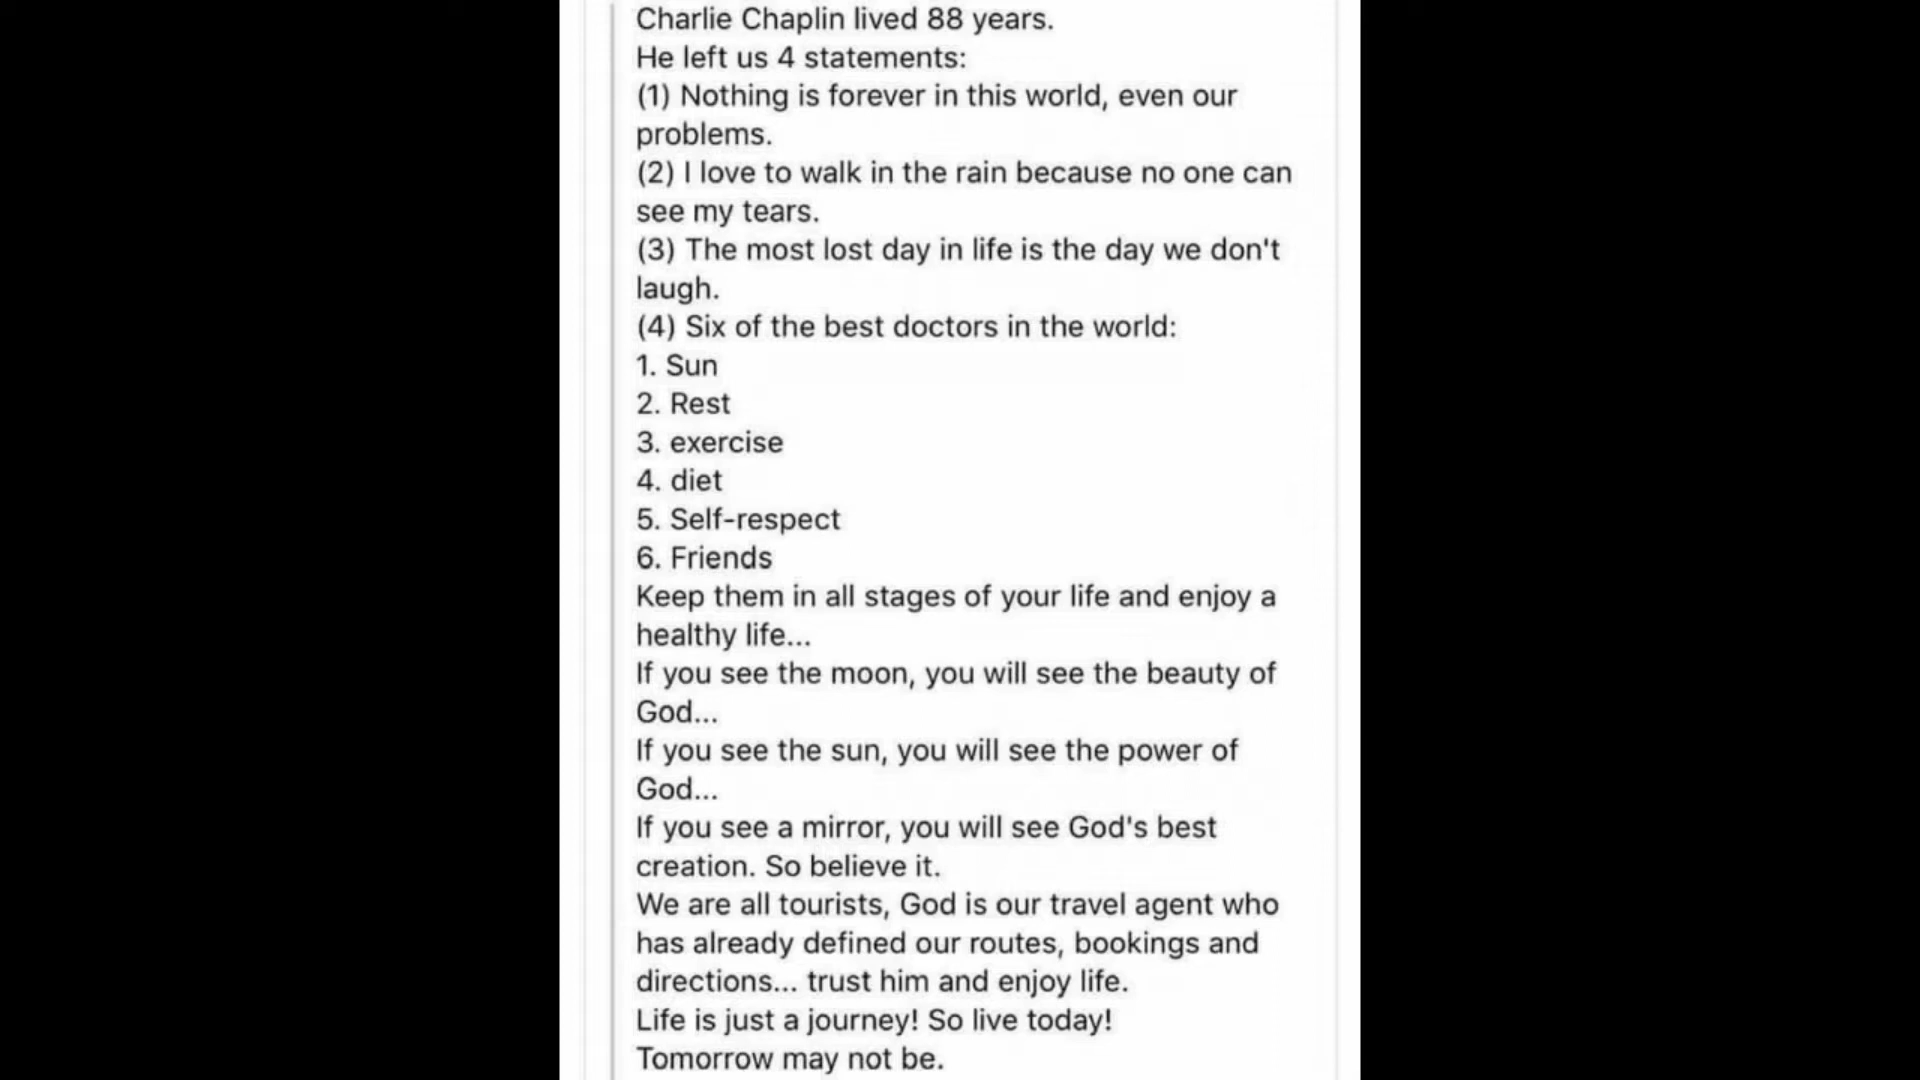 Charlie Chaplin lived 88 years.
He left us 4 statements:
(1) Nothing is forever in this world, even our
problems.
(2) I love to walk in the rain because no one can
see my tears.
(3) The most lost day in life is the day we don't
laugh.
(4) Six of the best doctors in the world:
1. Sun
2. Rest
3. exercise
4. diet
5. Self-respect
6. Friends
Keep them in all stages of your life and enjoy a
healthy life...
If you see the moon, you will see the beauty of
God...
If you see the sun, you will see the power of
God...
If you see a mirror, you will see God's best
creation. So believe it.
We are all tourists, God is our travel agent who
has already defined our routes, bookings and
directions... trust him and enjoy life.
Life is just a journey! So live today!
Tomorrow may not be.